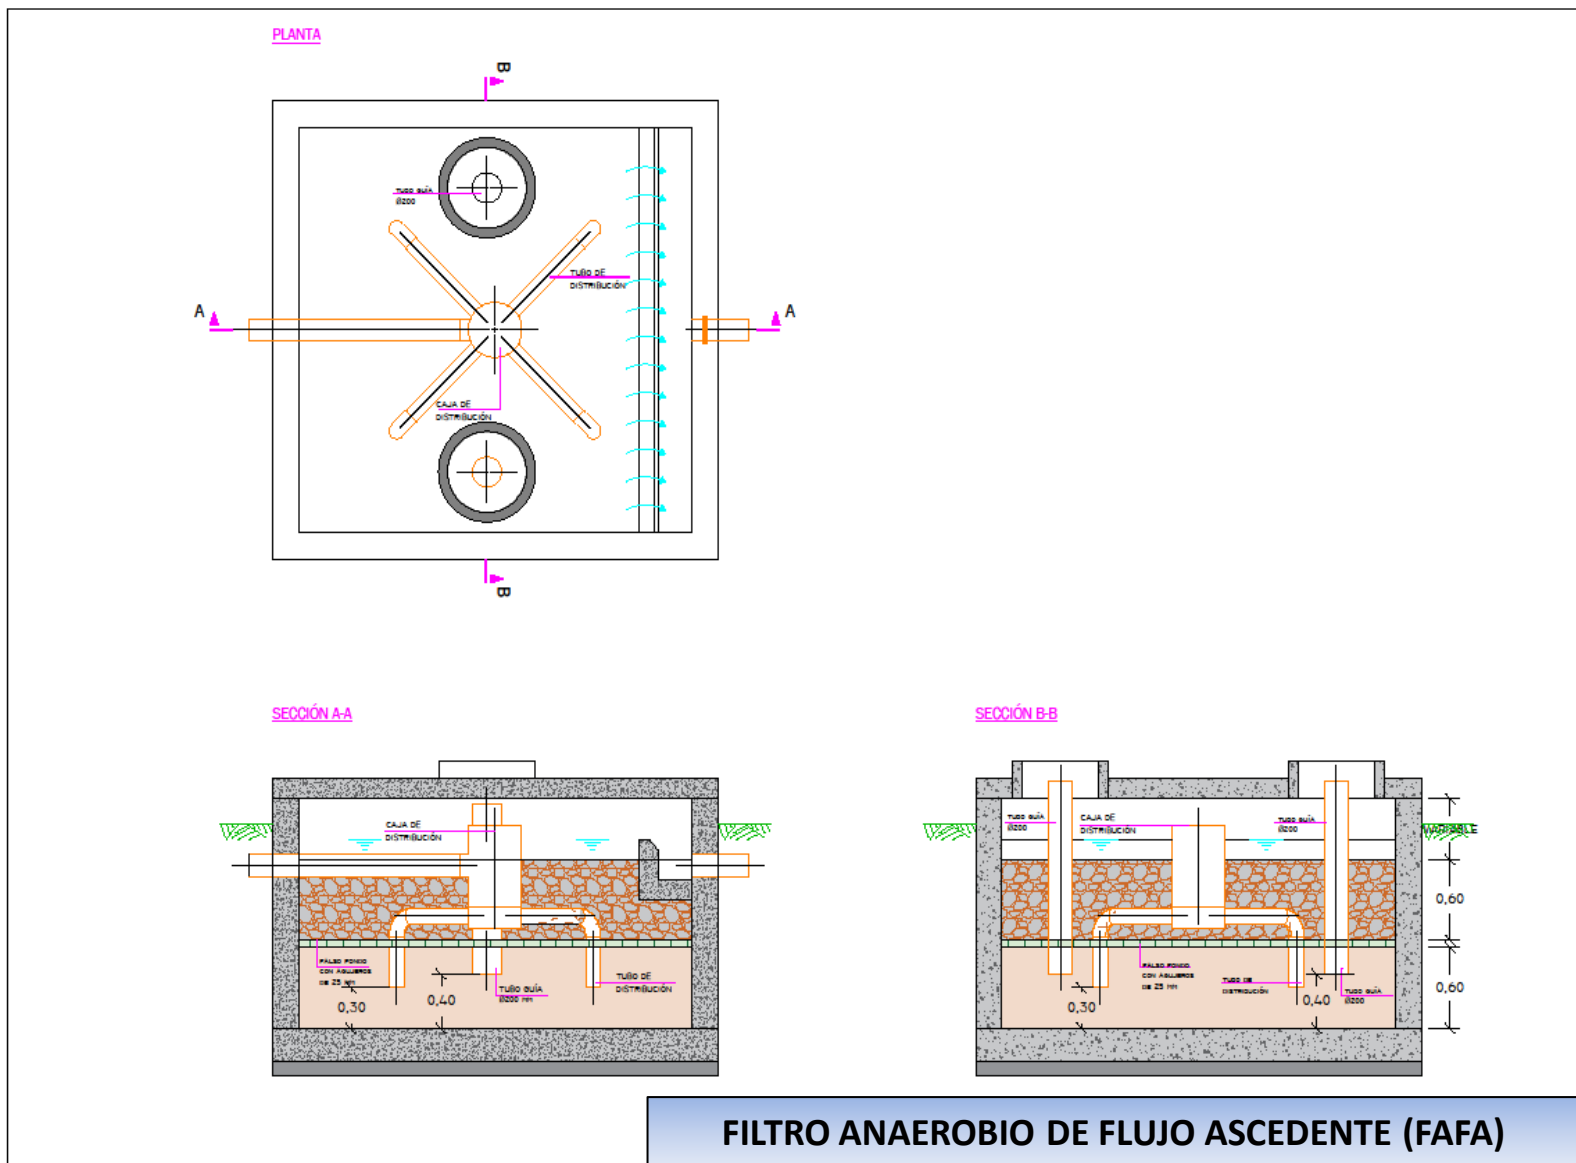 PLANTA
B
TUBO GUÍA
Ø200
TUBO DE
DISTRIBUCIÓN
A
A
CAJA DE
DISTRIBUCIÓN
B
SECCIÓN A-A
CAJA DE
DISTRIBUCIÓN
FALSO FONDO
CON AGUJEROS
DE 25 MM
0,30
0,40
TUBO GUÍA
Ø200 MM
TUBO DE
DISTRIBUCIÓN
SECCIÓN B-B
TUBO GUÍA
Ø200
CAJA DE
DISTRIBUCIÓN
TUBO GUÍA
Ø200
VARIABLE
0,60
FALSO FONDO
CON AGUJEROS
DE 25 MM
0,30
TUBO DE
DISTRIBUCIÓN
0,40
TUBO GUÍA
Ø200
0,60
FILTRO ANAEROBIO DE FLUJO ASCEDENTE (FAFA)